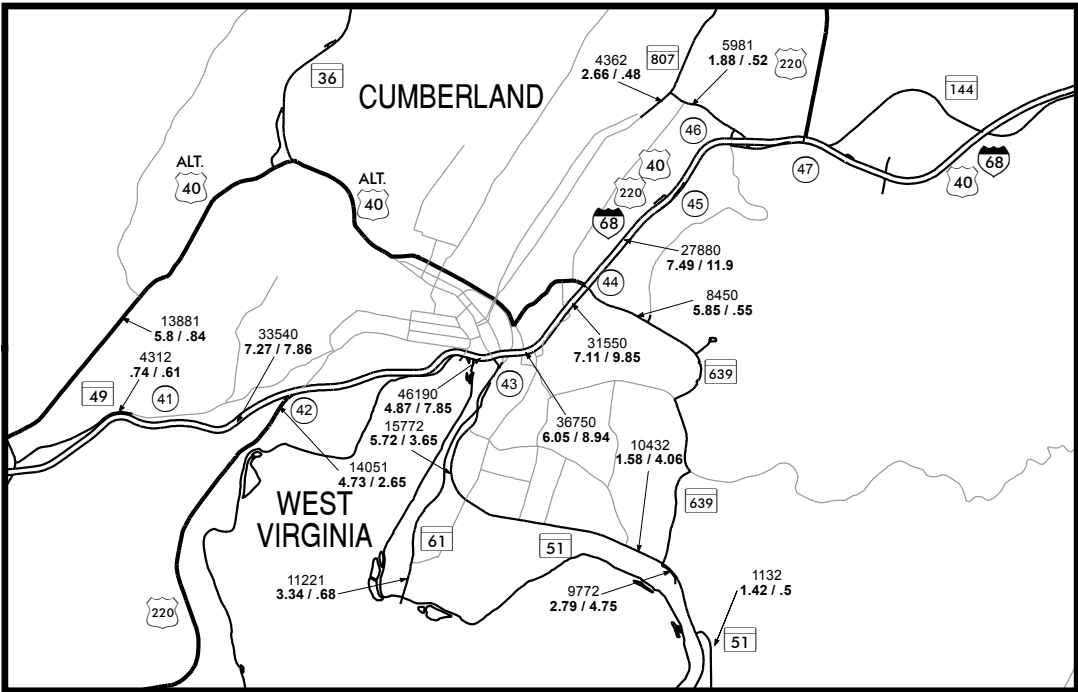 36
CUMBERLAND
4362
2.66 / .48
807
5981
1.88 / .52
220
144
46
47
68
40
ALT.
40
ALT.
40
40
220
68
45
27880
7.49 / 11.9
44
8450
5.85 / .55
13881
5.8 / .84
33540
7.27 / 7.86
4312
.74 / .61
49
41
42
31550
7.11 / 9.85
43
639
46190
4.87 / 7.85
15772
5.72 / 3.65
36750
6.05 / 8.94
10432
1.58 / 4.06
14051
4.73 / 2.65
WEST
VIRGINIA
639
61
51
11221
3.34 / .68
9772
2.79 / 4.75
1132
1.42 / .5
220
51